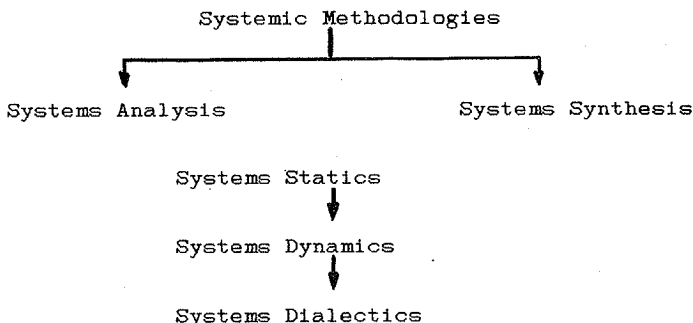 Systemic Methodologies
Systems Analysis
Systems Synthesis
Systems Statics
Systems Dynamics
Systems Dialectics